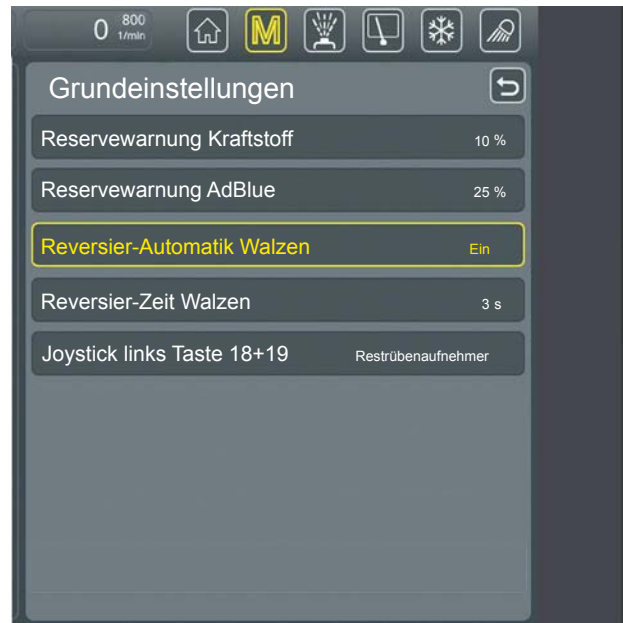 0 800
1/min
M
Grundeinstellungen
Reservewarnung Kraftstoff 10 %
Reservewarnung AdBlue 25 %
Reversier-Automatik Walzen Ein
Reversier-Zeit Walzen 3 s
Joystick links Taste 18+19 Restrübenaufnehmer